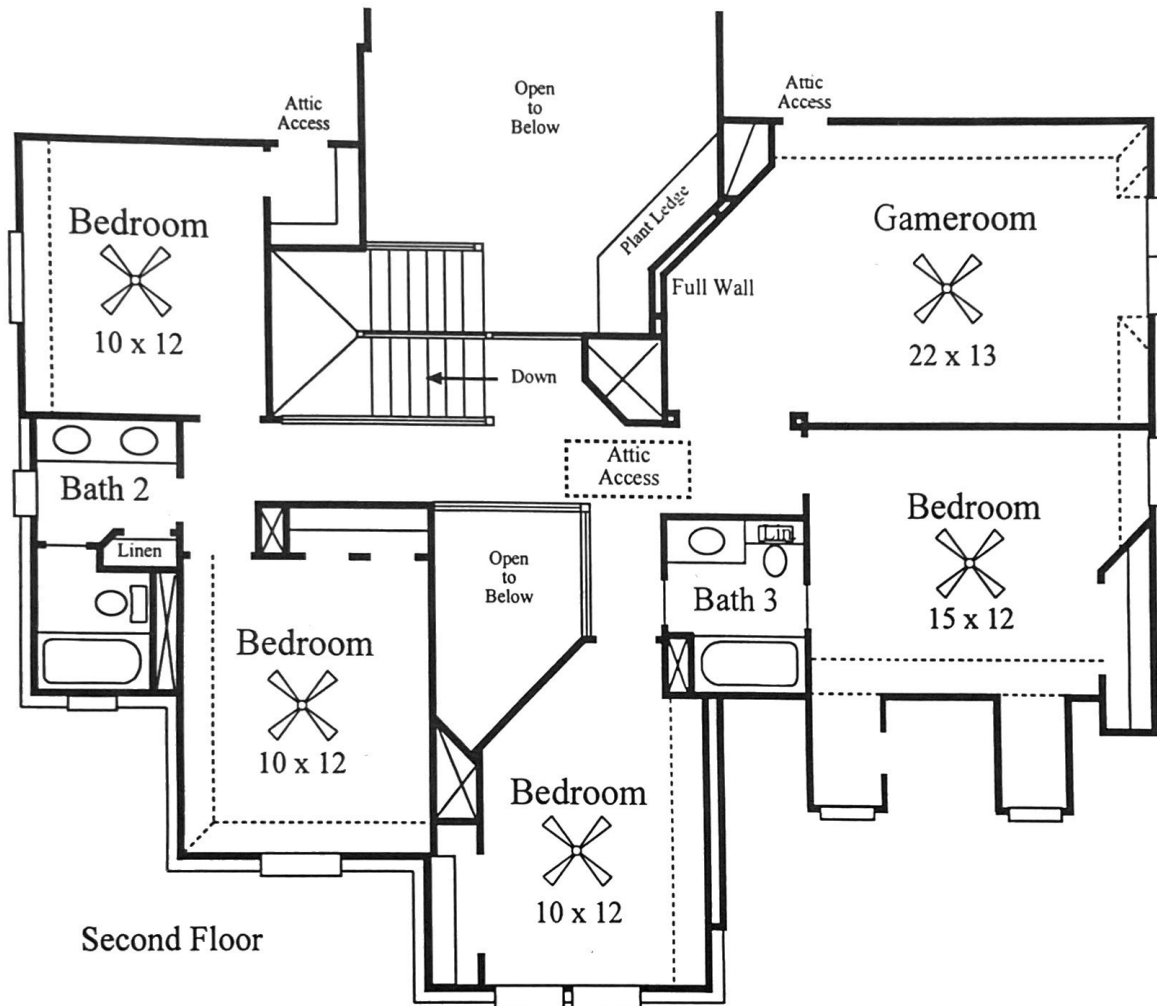 Open
to
Below
Attic
Access
Attic
Access
Bedroom
10 x 12
Plant Ledge
Full Wall
Gameroom
22 x 13
Down
Attic
Access
Bath 2
Linen
Open
to
Below
Lin.
Bath 3
Bedroom
15 x 12
Bedroom
10 x 12
Bedroom
10 x 12
Second Floor